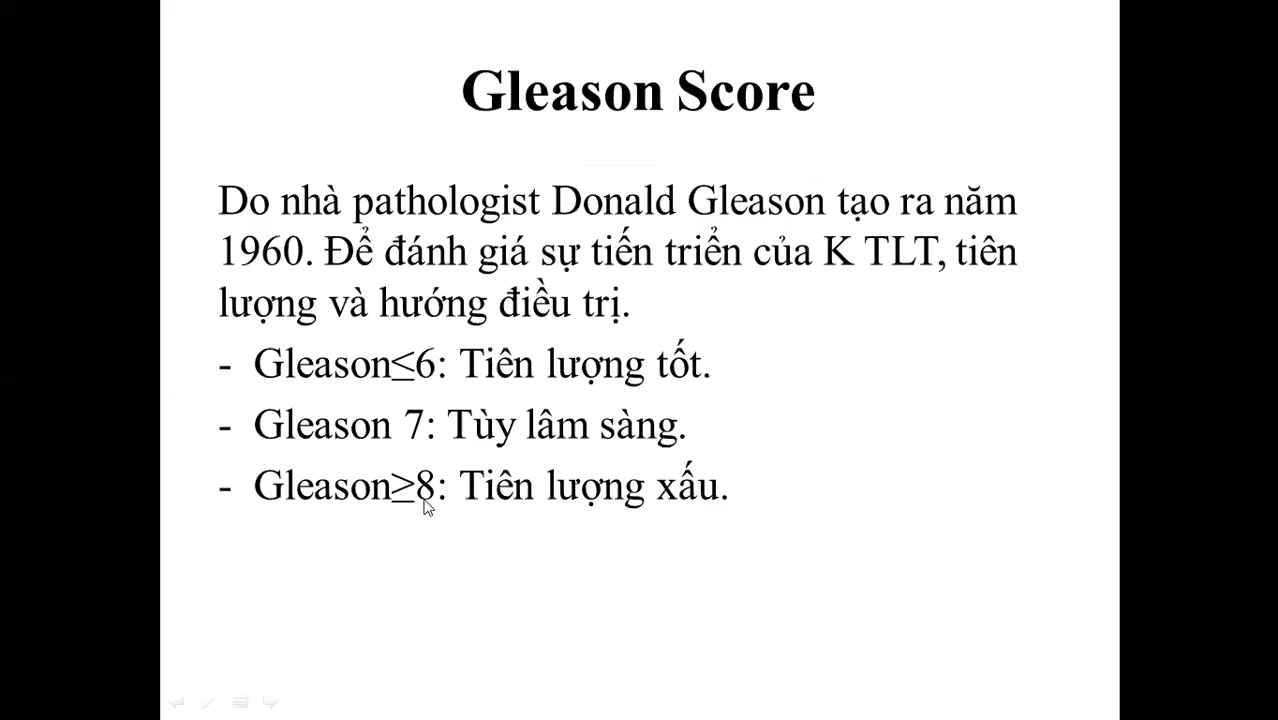 Gleason Score
Do nhà pathologist Donald Gleason tạo ra năm
1960. Để đánh giá sự tiến triển của K TLT, tiên
lượng và hướng điều trị.
- Gleason≤6: Tiên lượng tốt.
- Gleason 7: Tùy lâm sàng.
- Gleason≥8: Tiên lượng xấu.